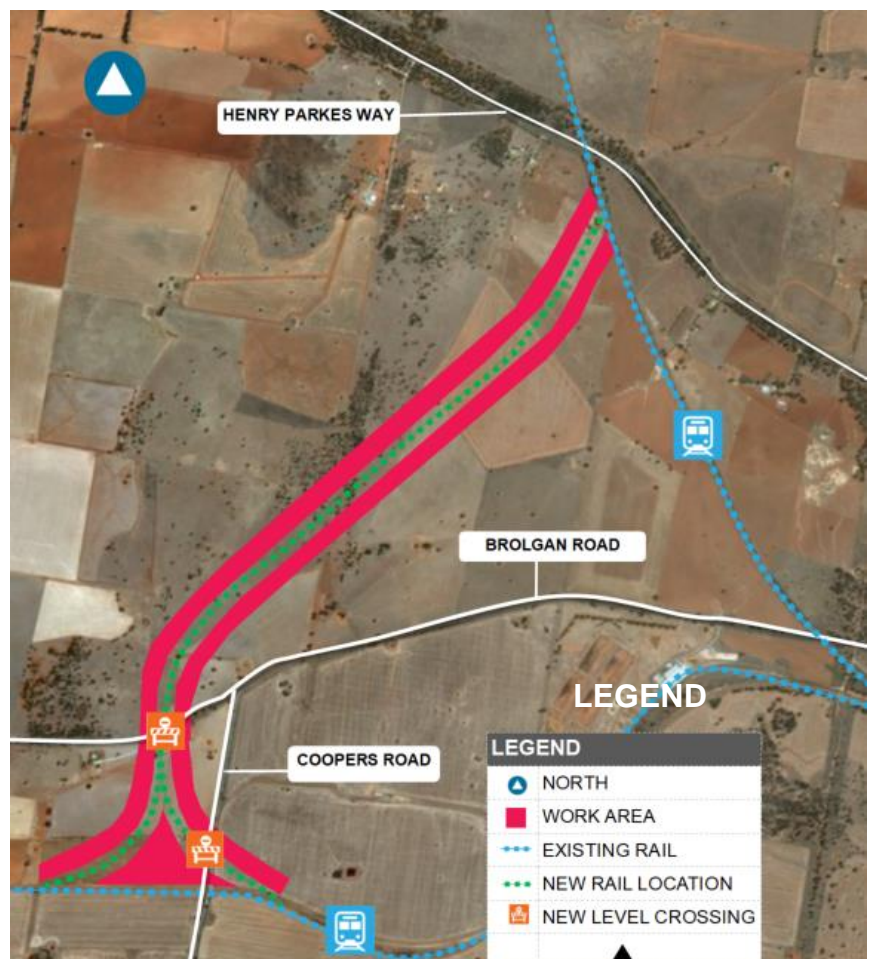 HENRY PARKES WAY
BROLGAN ROAD
LEGEND
COOPERS ROAD
LEGEND
NORTH
WORK AREA
EXISTING RAIL
NEW RAIL LOCATION
NEW LEVEL CROSSING